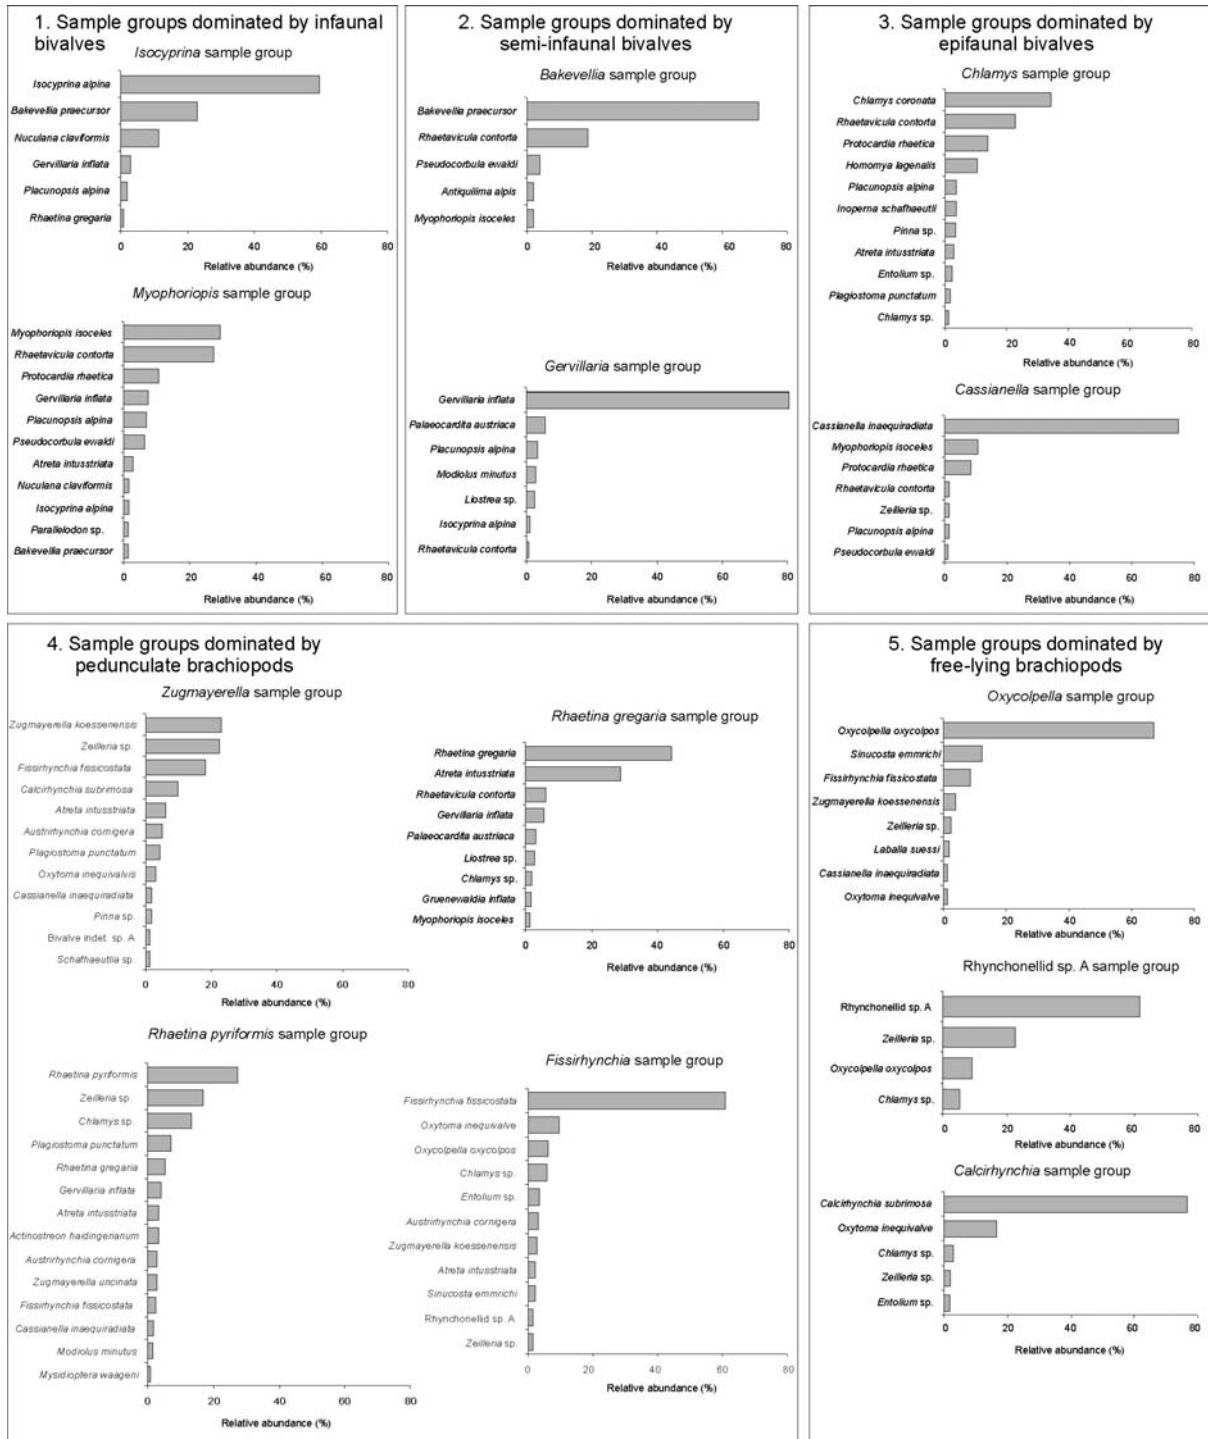 1. Sample groups dominated by infaunal
bivalves
Isocyprina sample group
Isocyprina alpina
Bakevellia praecursor
Nuculana claviformis
Gervillaria inflata
Placunopsis alpina
Rhaetina gregaria
0 20 40 60 80
Relative abundance (%)
Myophoriopis sample group
Myophoriopis isoceles
Rhaetavicula contorta
Protocardia rhaetica
Gervillaria inflata
Placunopsis alpina
Pseudocorbula ewaldi
Atreta intusstriata
Nuculana claviformis
Isocyprina alpina
Parallelodon sp.
Bakevellia praecursor
0 20 40 60 80
Relative abundance (%)
2. Sample groups dominated by
semi-infaunal bivalves
Bakevellia sample group
Bakevellia praecursor
Rhaetavicula contorta
Pseudocorbula ewaldi
Antiquilima alpis
Myophoriopis isoceles
0 20 40 60 80
Relative abundance (%)
Gervillaria sample group
Gervillaria inflata
Palaeocardita austriaca
Placunopsis alpina
Modiolus minutus
Liostrea sp.
Isocyprina alpina
Rhaetavicula contorta
0 20 40 60 80
Relative abundance (%)
3. Sample groups dominated by
epifaunal bivalves
Chlamys sample group
Chlamys coronata
Rhaetavicula contorta
Protocardia rhaetica
Homomya lagenalis
Placunopsis alpina
Inoperna schafhaeutli
Pinna sp.
Atreta intusstriata
Entolium sp.
Plagiostoma punctatum
Chlamys sp.
0 20 40 60 80
Relative abundance (%)
Cassianella sample group
Cassianella inaequiradiata
Myophoriopis isoceles
Protocardia rhaetica
Rhaetavicula contorta
Zeilleria sp.
Placunopsis alpina
Pseudocorbula ewaldi
0 20 40 60 80
Relative abundance (%)
4. Sample groups dominated by
pedunculate brachiopods
Zugmayerella sample group
Zugmayerella koessenensis
Zeilleria sp.
Fissirhynchia fissicostata
Calcirhynchia subrimosa
Atreta intusstriata
Austrirhynchia cornigera
Plagiostoma punctatum
Oxytoma inequivalvis
Cassianella inaequiradiata
Pinna sp.
Bivalve indet. sp. A
Schafhaeutlia sp.
0 20 40 60 80
Relative abundance (%)
Rhaetina gregaria sample group
Rhaetina gregaria
Atreta intusstriata
Rhaetavicula contorta
Gervillaria inflata
Palaeocardita austriaca
Liostrea sp.
Chlamys sp.
Gruenewaldia inflata
Myophoriopis isoceles
0 20 40 60 80
Relative abundance (%)
Rhaetina pyriformis sample group
Rhaetina pyriformis
Zeilleria sp.
Chlamys sp.
Plagiostoma punctatum
Rhaetina gregaria
Gervillaria inflata
Atreta intusstriata
Actinostreon haidingerianum
Austrirhynchia cornigera
Zugmayerella uncinata
Fissirhynchia fissicostata
Cassianella inaequiradiata
Modiolus minutus
Mysidioptera waageni
0 20 40 60 80
Relative abundance (%)
Fissirhynchia sample group
Fissirhynchia fissicostata
Oxytoma inequivalve
Oxycolpella oxycolpos
Chlamys sp.
Entolium sp.
Austrirhynchia cornigera
Zugmayerella koessenensis
Atreta intusstriata
Sinucosta emmrichi
Rhynchonellid sp. A
Zeilleria sp.
0 20 40 60 80
Relative abundance (%)
5. Sample groups dominated by
free-lying brachiopods
Oxycolpella sample group
Oxycolpella oxycolpos
Sinucosta emmrichi
Fissirhynchia fissicostata
Zugmayerella koessenensis
Zeilleria sp.
Laballa suessi
Cassianella inaequiradiata
Oxytoma inequivalve
0 20 40 60 80
Relative abundance (%)
Rhynchonellid sp. A sample group
Rhynchonellid sp. A
Zeilleria sp.
Oxycolpella oxycolpos
Chlamys sp.
0 20 40 60 80
Relative abundance (%)
Calcirhynchia sample group
Calcirhynchia subrimosa
Oxytoma inequivalve
Chlamys sp.
Zeilleria sp.
Entolium sp.
0 20 40 60 80
Relative abundance (%)